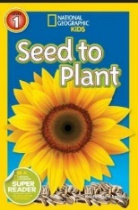 1
NATIONAL
GEOGRAPHIC
KIDS
Seed to
Plant
SUPER
READER